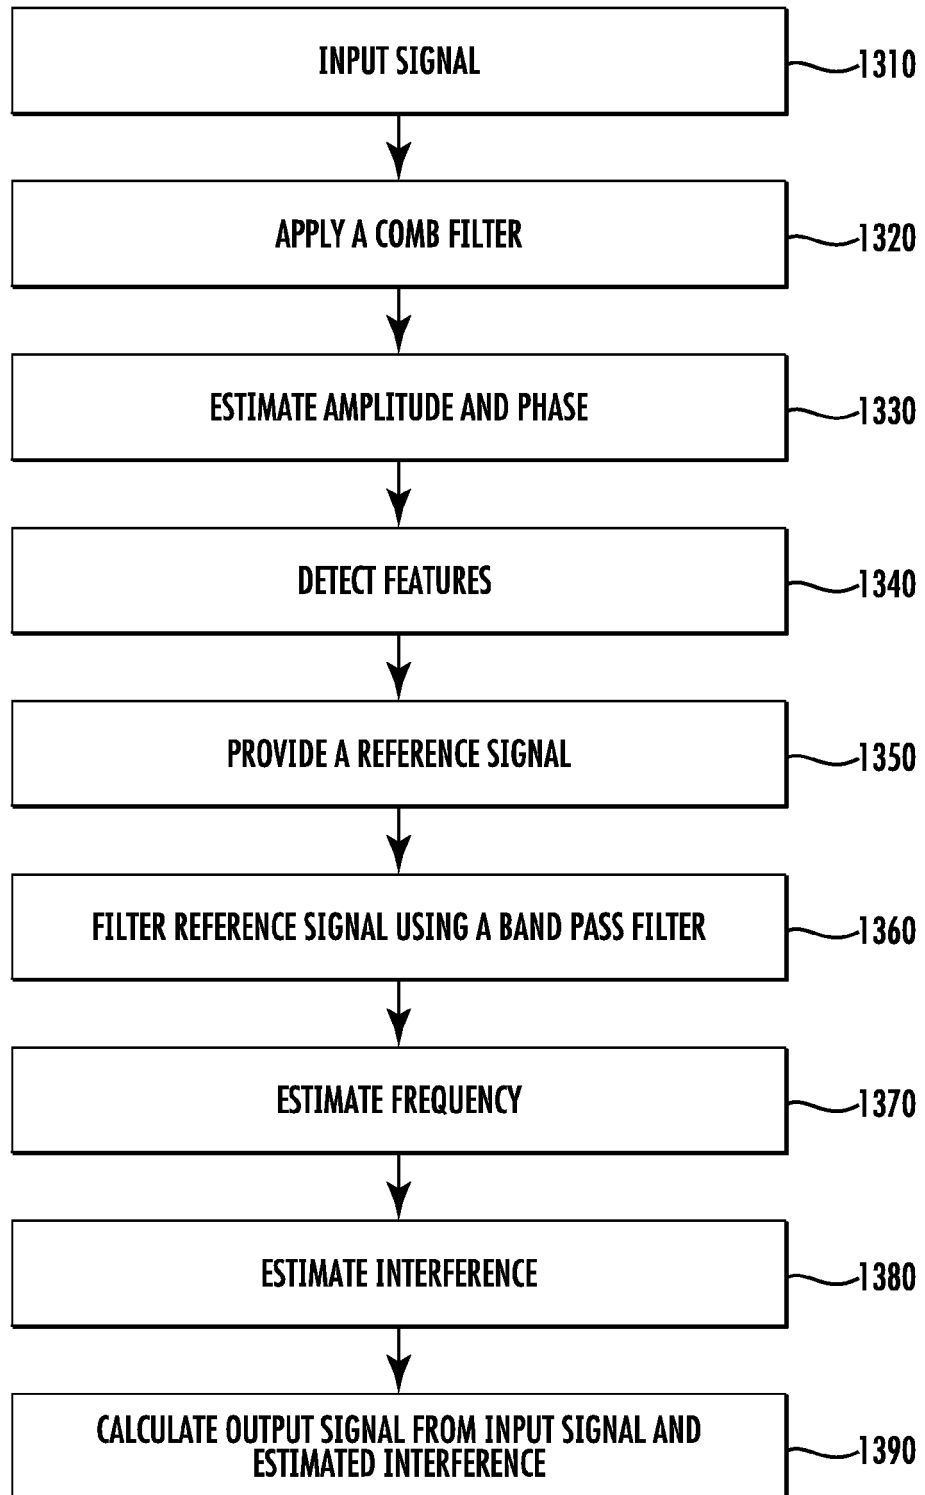 INPUT SIGNAL
1310
APPLY A COMB FILTER
1320
ESTIMATE AMPLITUDE AND PHASE
1330
DETECT FEATURES
1340
PROVIDE A REFERENCE SIGNAL
1350
FILTER REFERENCE SIGNAL USING A BAND PASS FILTER
1360
ESTIMATE FREQUENCY
1370
ESTIMATE INTERFERENCE
1380
CALCULATE OUTPUT SIGNAL FROM INPUT SIGNAL AND
ESTIMATED INTERFERENCE
1390